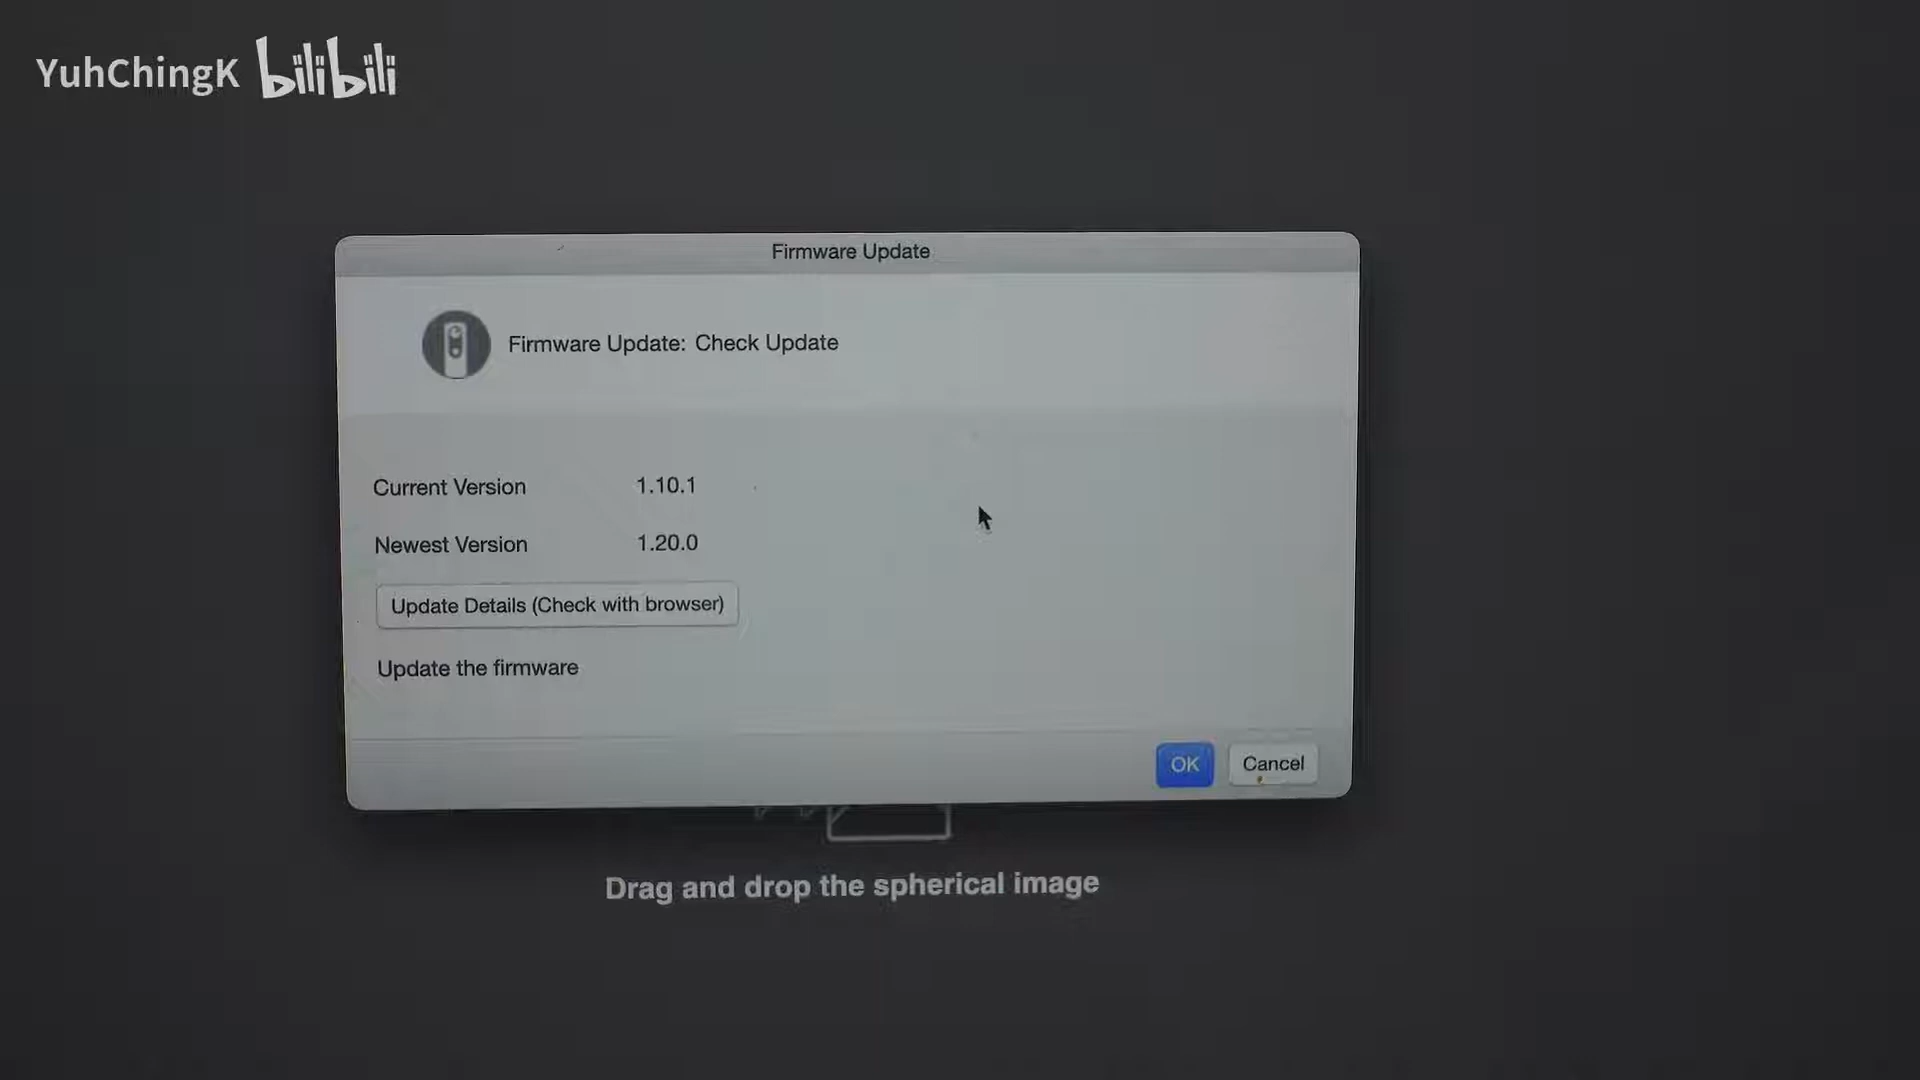 YuhChingK bilibili
Firmware Update
Firmware Update: Check Update
Current Version 1.10.1
Newest Version 1.20.0
Update Details (Check with browser)
Update the firmware
OK Cancel
Drag and drop the spherical image